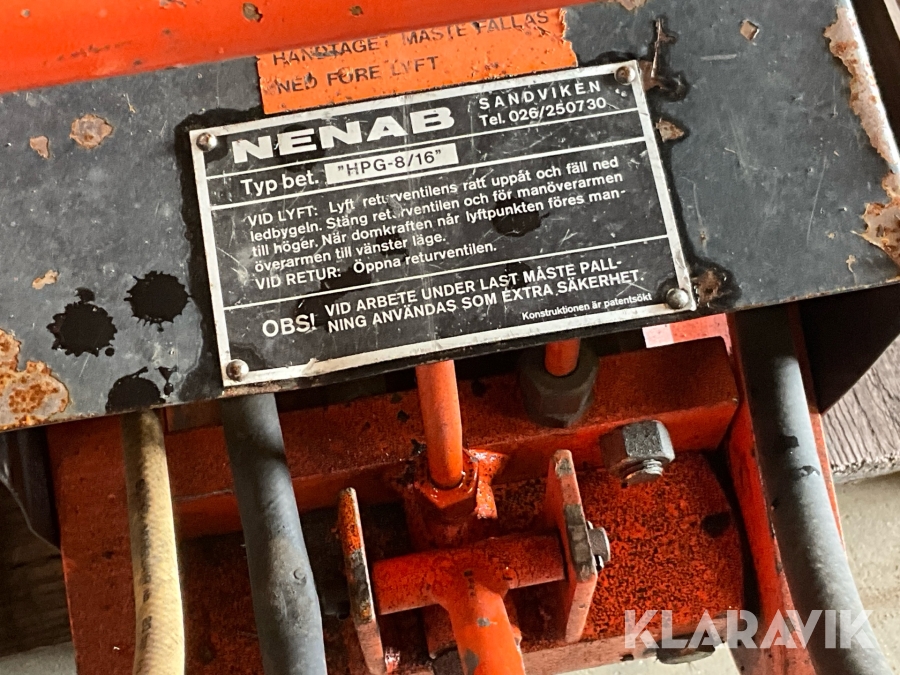 HANDTAGET MÅSTE FÄLLAS
NED FÖRE LYFT
NENAB
SANDVIKEN
Tel. 026/250730
Typ bet. "HPG-8/16"
VID LYFT: Lyft returventilens ratt uppåt och fäll ned
ledbygeln. Stäng returventilen och för manöverarmen
till höger. När domkraften når lyftpunkten föres man-
överarmen till vänster läge.
VID RETUR: Öppna returventilen.
OBS! VID ARBETE UNDER LAST MÅSTE PALL-
NING ANVÄNDAS SOM EXTRA SÄKERHET.
Konstruktionen är patentsökt
KLARAVIK